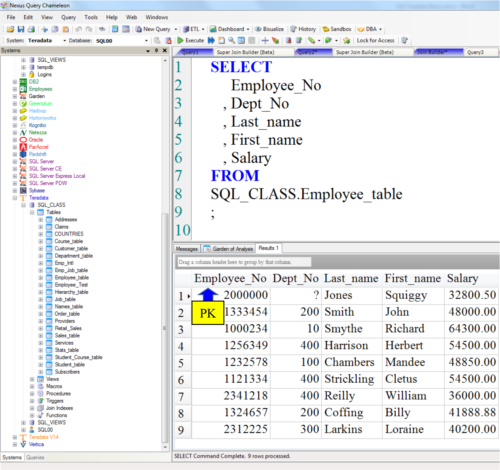 Nexus Query Chameleon
File Edit View Query Tools Help Web Windows
New Query ETL Dashboard Bisualize History Sandbox DBA
System: Teradata Database: SQL00 Execute Lock for Access
Systems
Query1 Super Join Builder (Beta) Query2* Super Join Builder (Beta) Query3
SQL_VIEWS
tempdb
Logins
DB2
Employees
Garden
Greenplum
Hadoop
Hortonworks
Kognitio
Netezza
Oracle
ParAccel
Redshift
SQL Server
SQL Server CE
SQL Server Express Local
SQL Server PDW
Sybase
Teradata
SQL_CLASS
Tables
Addresses
Claims
COUNTRIES
Course_table
Customer_table
Department_table
Emp_Intl
Emp_Job_table
Employee_table
Employee_Test
Hierarchy_table
Job_table
Names_table
Order_table
Providers
Retail_Sales
Sales_table
Services
Stats_table
Student_Course_table
Student_table
Subscribers
Views
Macros
Procedures
Triggers
Join Indexes
Functions
SQL_VIEWS
SQL00
Teradata V14
Vertica
Systems Queries
1 SELECT
2 Employee_No
3 , Dept_No
4 , Last_name
5 , First_name
6 , Salary
7 FROM
8 SQL_CLASS.Employee_table
9 ;
10
Messages Garden of Analysis Results 1
Drag a column header here to group by that column.
Employee_No Dept_No Last_name First_name Salary
1 2000000 ? Jones Squiggy 32800.50
2 1333454 200 Smith John 48000.00
PK
3 1000234 10 Smythe Richard 64300.00
4 1256349 400 Harrison Herbert 54500.00
5 1232578 100 Chambers Mandee 48850.00
6 1121334 400 Strickling Cletus 54500.00
7 2341218 400 Reilly William 36000.00
8 1324657 200 Coffing Billy 41888.88
9 2312225 300 Larkins Loraine 40200.00
SELECT Command Complete. 9 rows processed.